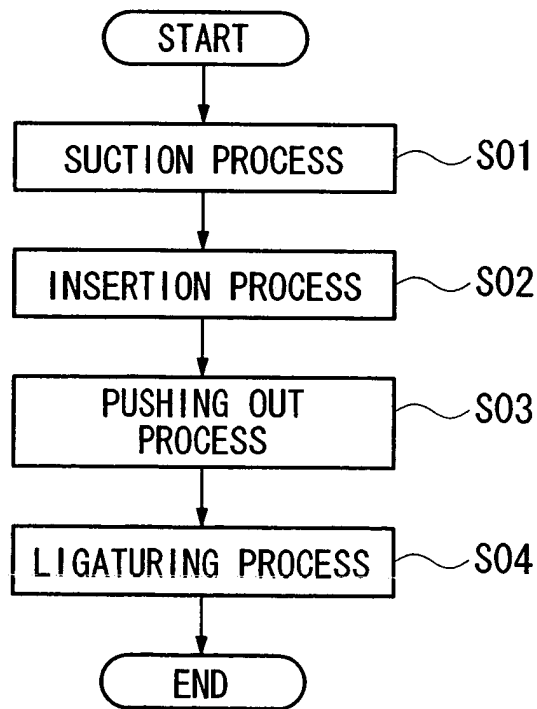 START
SUCTION PROCESS S01
INSERTION PROCESS S02
PUSHING OUT
PROCESS S03
LIGATURING PROCESS S04
END